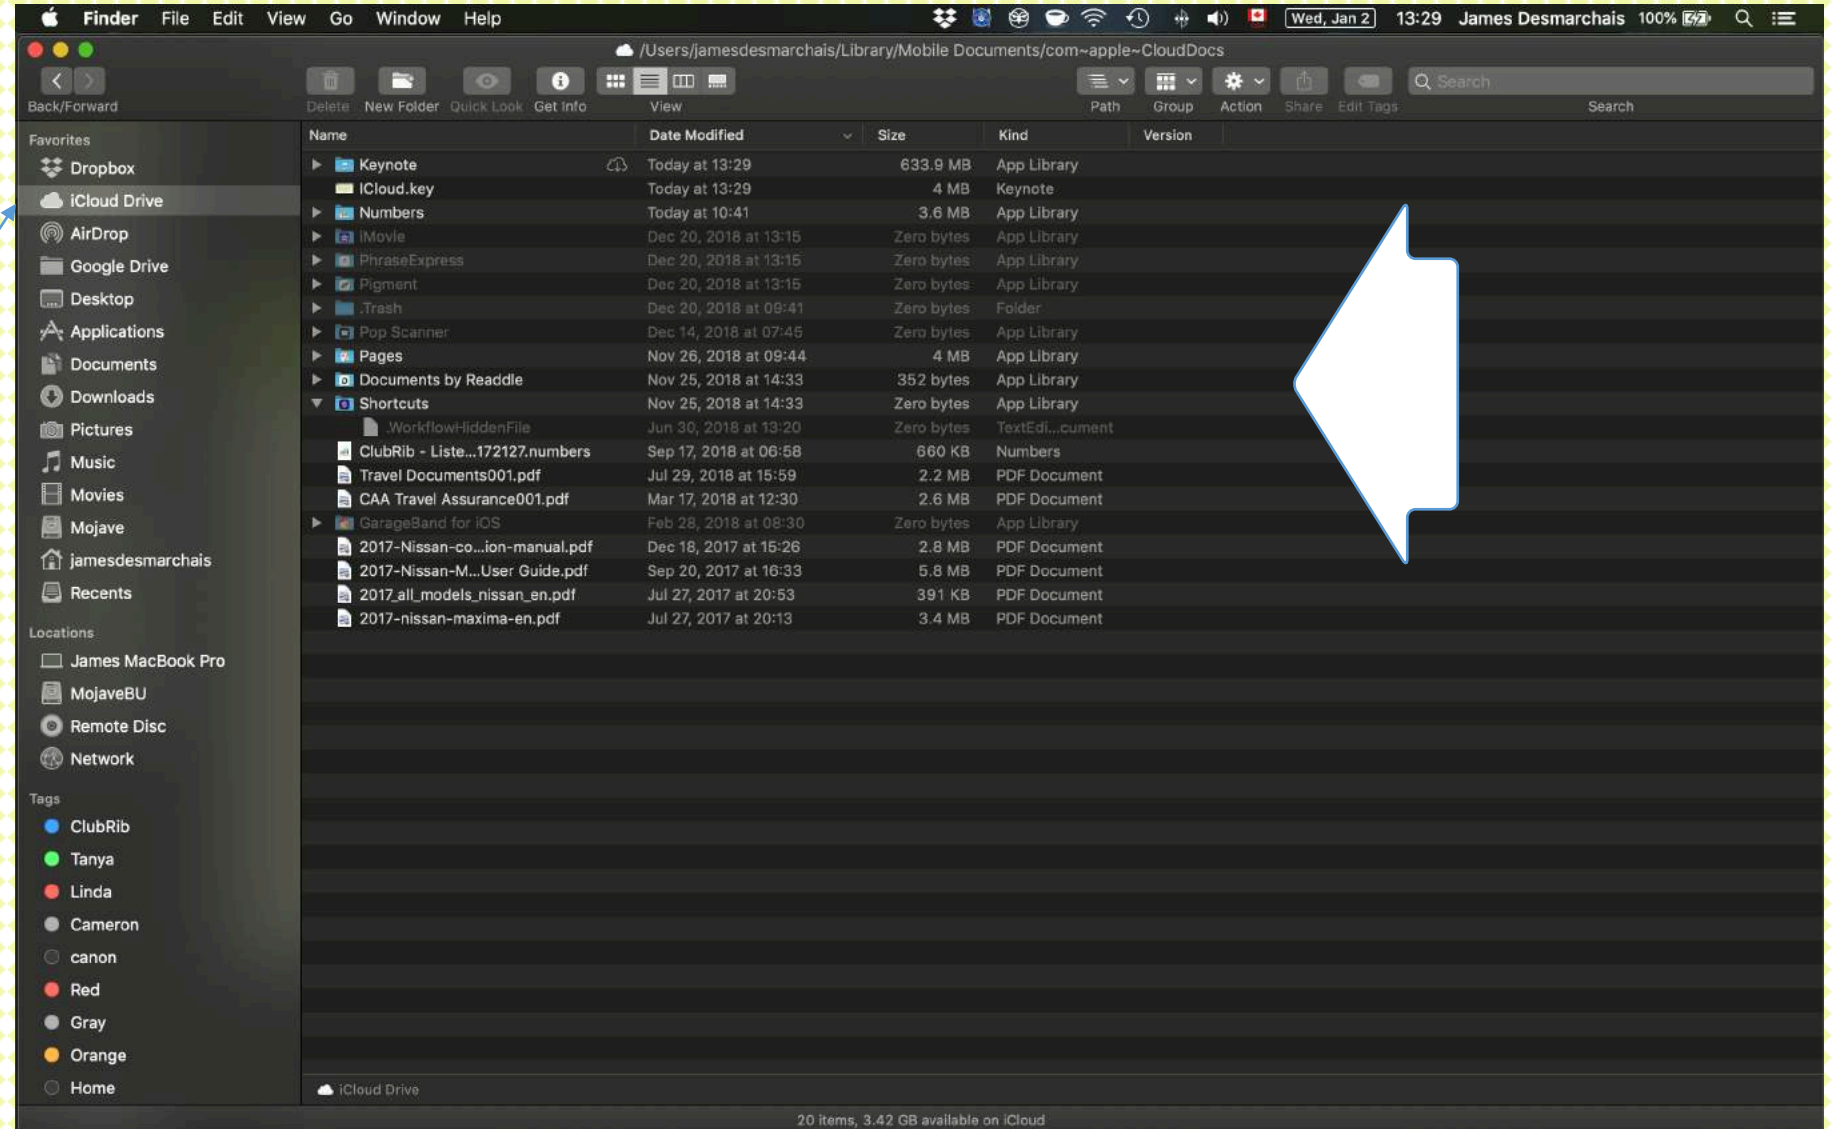 Finder File Edit View Go Window Help Wed, Jan 2 13:29 James Desmarchais 100%
/Users/jamesdesmarchais/Library/Mobile Documents/com~apple~CloudDocs
Search
Back/Forward Delete New Folder Quick Look Get Info View Path Group Action Share Edit Tags Search
Favorites
Dropbox
iCloud Drive
AirDrop
Google Drive
Desktop
Applications
Documents
Downloads
Pictures
Music
Movies
Mojave
jamesdesmarchais
Recents
Locations
James MacBook Pro
MojaveBU
Remote Disc
Network
Tags
ClubRib
Tanya
Linda
Cameron
canon
Red
Gray
Orange
Home
Name Date Modified Size Kind Version
Keynote Today at 13:29 633.9 MB App Library
ICloud.key Today at 13:29 4 MB Keynote
Numbers Today at 10:41 3.6 MB App Library
iMovie Dec 20, 2018 at 13:15 Zero bytes App Library
PhraseExpress Dec 20, 2018 at 13:15 Zero bytes App Library
Pigment Dec 20, 2018 at 13:15 Zero bytes App Library
.Trash Dec 20, 2018 at 09:41 Zero bytes Folder
Pop Scanner Dec 14, 2018 at 07:45 Zero bytes App Library
Pages Nov 26, 2018 at 09:44 4 MB App Library
Documents by Readdle Nov 25, 2018 at 14:33 352 bytes App Library
Shortcuts Nov 25, 2018 at 14:33 Zero bytes App Library
.WorkflowHiddenFile Jun 30, 2018 at 13:20 Zero bytes TextEdi...cument
ClubRib - Liste...172127.numbers Sep 17, 2018 at 06:58 660 KB Numbers
Travel Documents001.pdf Jul 29, 2018 at 15:59 2.2 MB PDF Document
CAA Travel Assurance001.pdf Mar 17, 2018 at 12:30 2.6 MB PDF Document
GarageBand for iOS Feb 28, 2018 at 08:30 Zero bytes App Library
2017-Nissan-co...ion-manual.pdf Dec 18, 2017 at 15:26 2.8 MB PDF Document
2017-Nissan-M...User Guide.pdf Sep 20, 2017 at 16:33 5.8 MB PDF Document
2017_all_models_nissan_en.pdf Jul 27, 2017 at 20:53 391 KB PDF Document
2017-nissan-maxima-en.pdf Jul 27, 2017 at 20:13 3.4 MB PDF Document
iCloud Drive
20 items, 3.42 GB available on iCloud